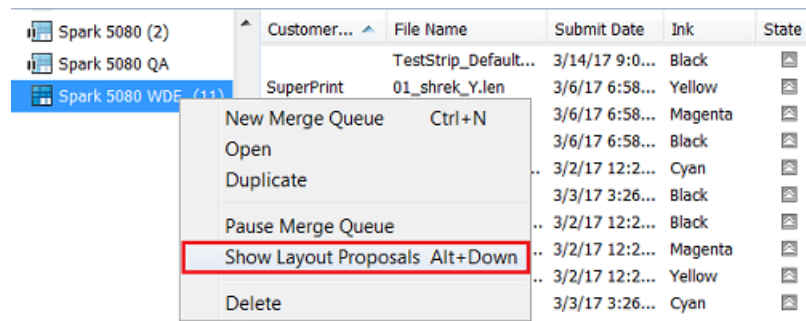 Spark 5080 (2)
Spark 5080 QA
Spark 5080 WDE (11)
Customer... File Name Submit Date Ink State
TestStrip_Default... 3/14/17 9:0... Black
SuperPrint 01_shrek_Y.len 3/6/17 6:58... Yellow
3/6/17 6:58... Magenta
3/6/17 6:58... Black
.. 3/2/17 12:2... Cyan
3/3/17 3:26... Black
.. 3/2/17 12:2... Black
.. 3/2/17 12:2... Magenta
.. 3/2/17 12:2... Yellow
3/3/17 3:26... Cyan
New Merge Queue Ctrl+N
Open
Duplicate
Pause Merge Queue
Show Layout Proposals Alt+Down
Delete